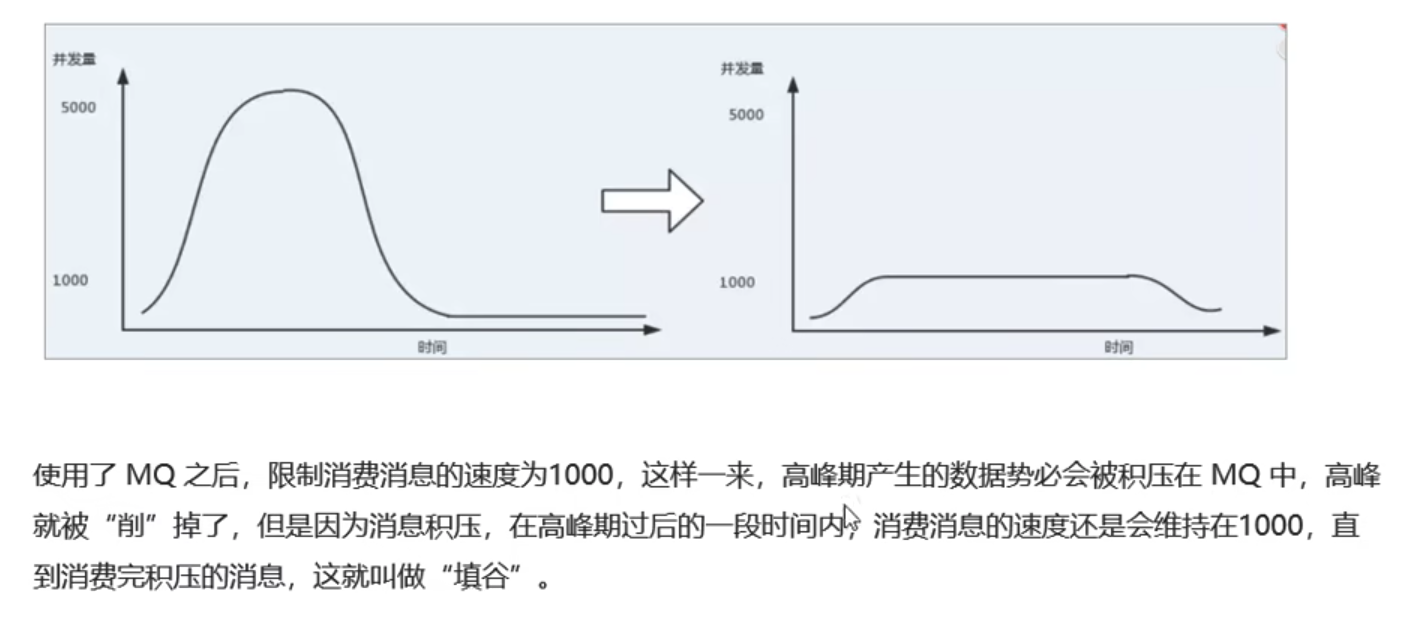 并发量
5000
1000
时间
并发量
5000
1000
时间
使用了 MQ 之后，限制消费消息的速度为1000，这样一来，高峰期产生的数据势必会被积压在 MQ 中，高峰
就被“削”掉了，但是因为消息积压，在高峰期过后的一段时间内，消费消息的速度还是会维持在1000，直
到消费完积压的消息，这就叫做“填谷”。